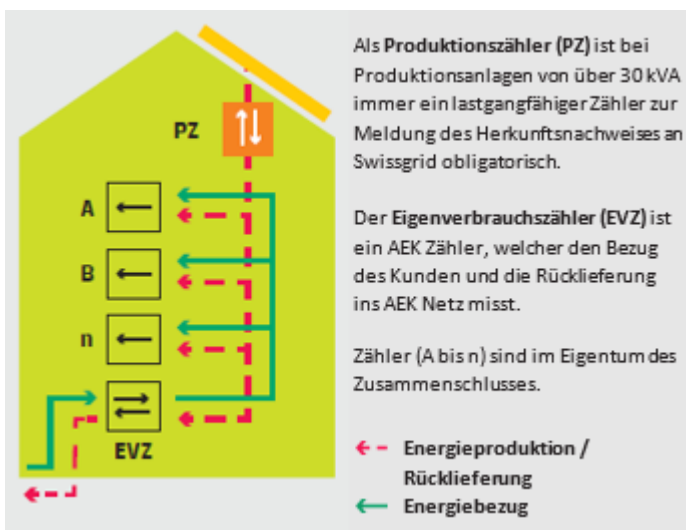 PZ
A
B
n
EVZ
Als Produktionszähler (PZ) ist bei
Produktionsanlagen von über 30 kVA
immer ein lastgangfähiger Zähler zur
Meldung des Herkunftsnachweises an
Swissgrid obligatorisch.
Der Eigenverbrauchszähler (EVZ) ist
ein AEK Zähler, welcher den Bezug
des Kunden und die Rücklieferung
ins AEK Netz misst.
Zähler (A bis n) sind im Eigentum des
Zusammenschlusses.
Energieproduktion /
Rücklieferung
Energiebezug